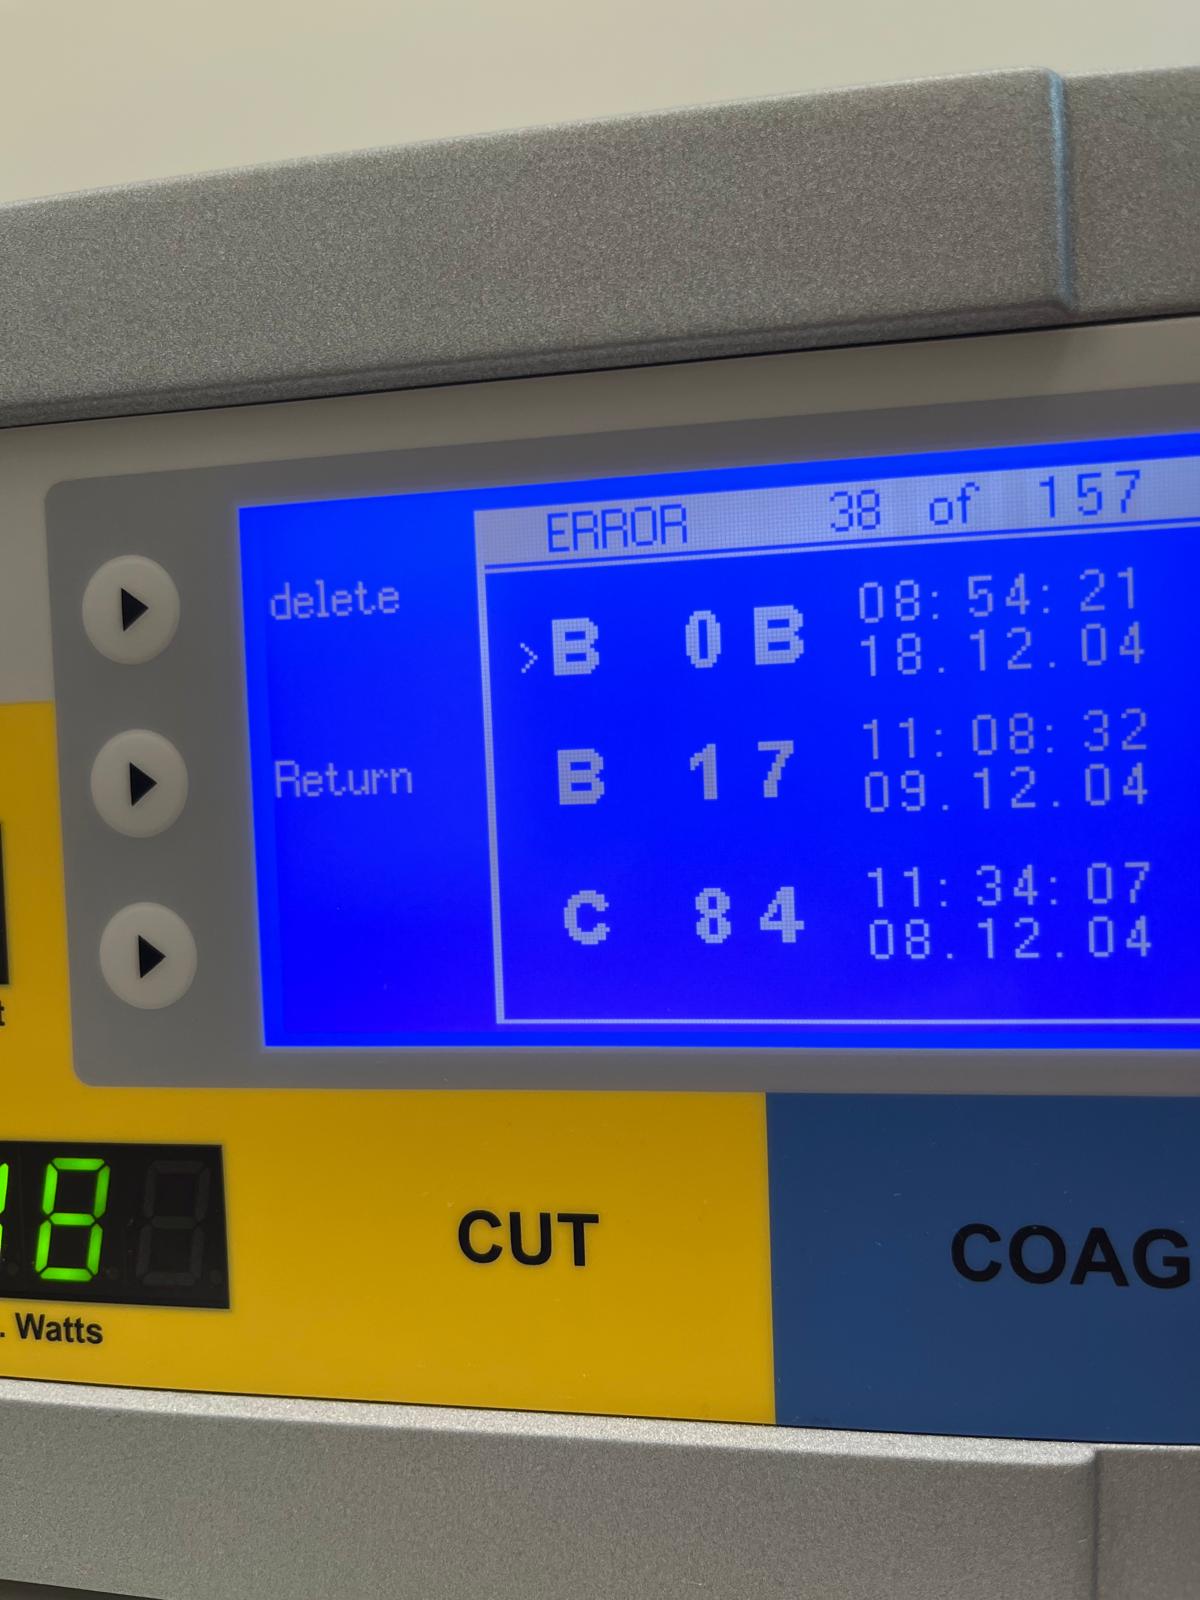 ERROR 38 of 157
delete
>B 0B 08:54:21
18.12.04
B 17 11:08:32
09.12.04
Return
C 84 11:34:07
08.12.04
8
CUT
COAG
. Watts